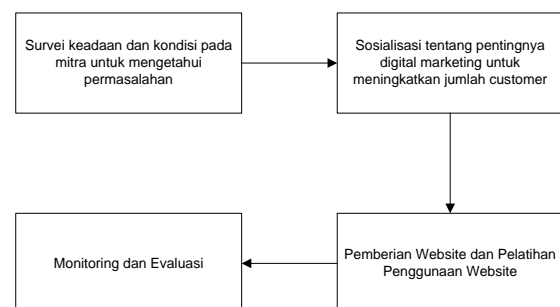 Survei keadaan dan kondisi pada
mitra untuk mengetahui
permasalahan
Sosialisasi tentang pentingnya
digital marketing untuk
meningkatkan jumlah customer
Monitoring dan Evaluasi
Pemberian Website dan Pelatihan
Penggunaan Website